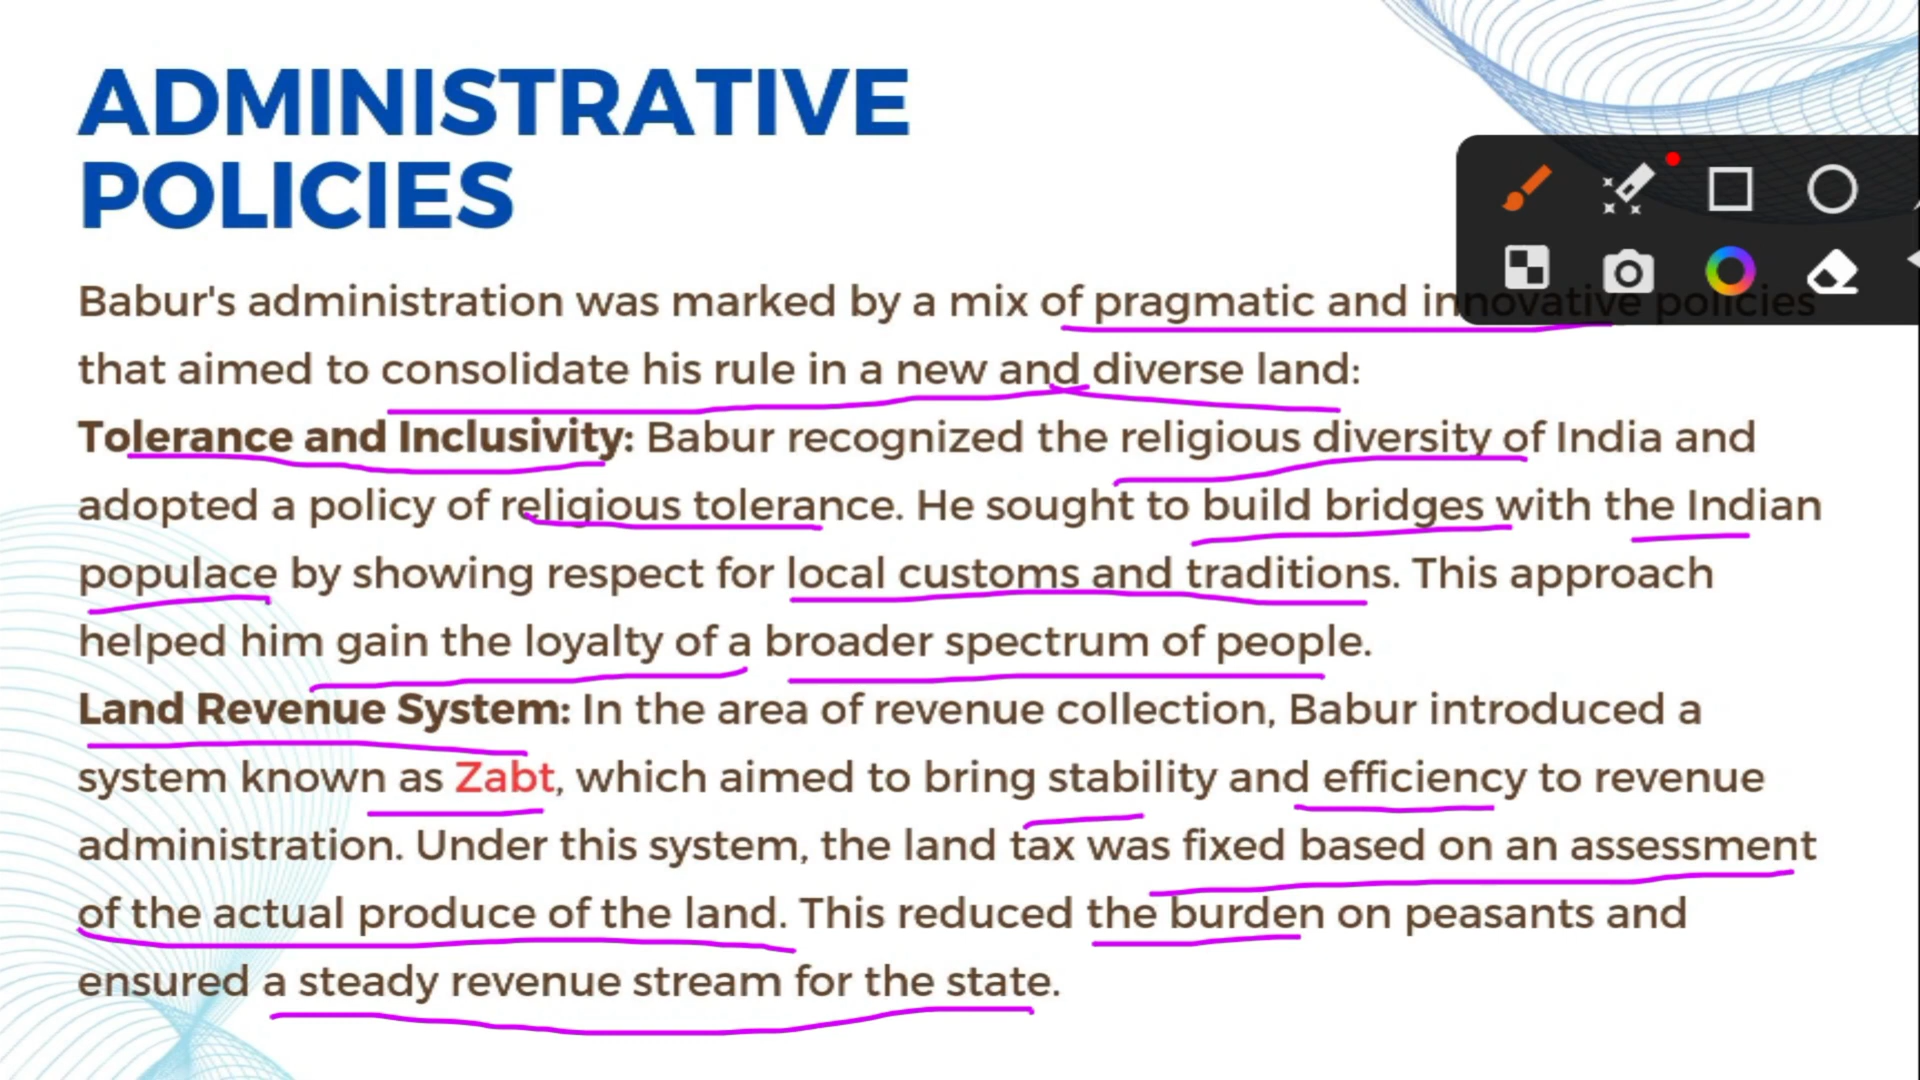 ADMINISTRATIVE
POLICIES
Babur's administration was marked by a mix of pragmatic and innovative policies
that aimed to consolidate his rule in a new and diverse land:
Tolerance and Inclusivity: Babur recognized the religious diversity of India and
adopted a policy of religious tolerance. He sought to build bridges with the Indian
populace by showing respect for local customs and traditions. This approach
helped him gain the loyalty of a broader spectrum of people.
Land Revenue System: In the area of revenue collection, Babur introduced a
system known as Zabt, which aimed to bring stability and efficiency to revenue
administration. Under this system, the land tax was fixed based on an assessment
of the actual produce of the land. This reduced the burden on peasants and
ensured a steady revenue stream for the state.